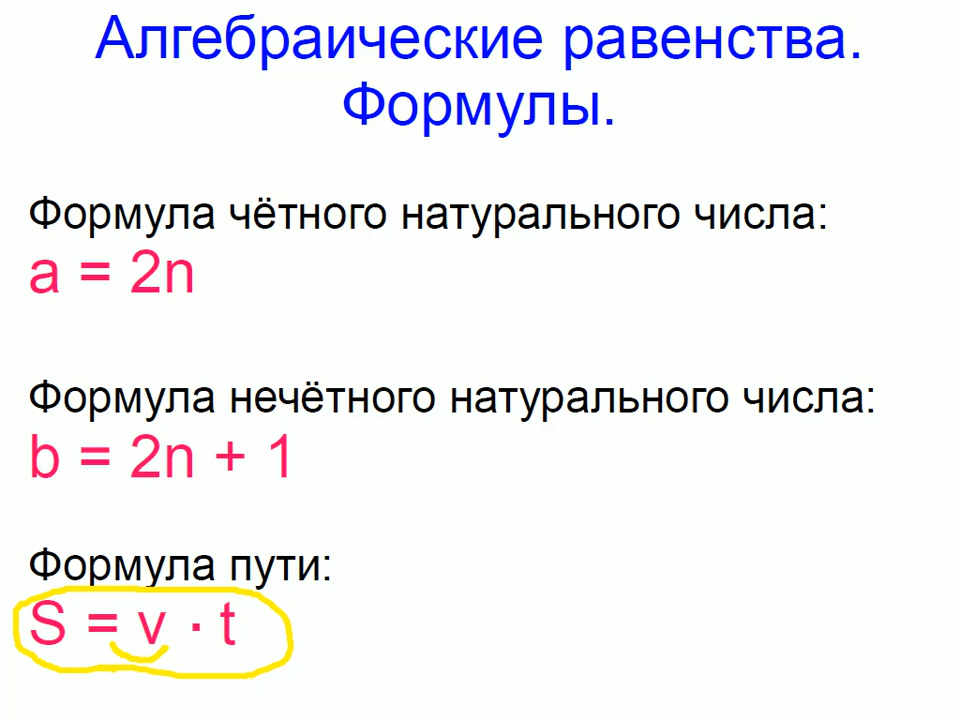 Алгебраические равенства.
Формулы.
Формула чётного натурального числа:
a = 2n
Формула нечётного натурального числа:
b = 2n + 1
Формула пути:
S = v · t